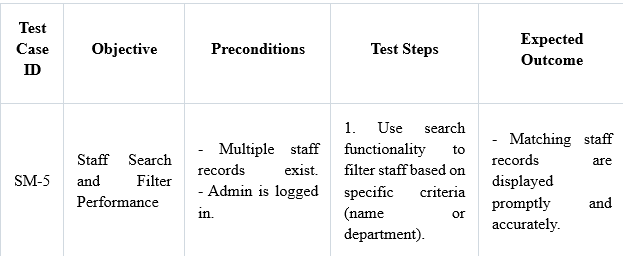 Test Case ID
Objective
Preconditions
Test Steps
Expected Outcome
SM-5
Staff Search
and Filter
Performance
- Multiple staff
records exist.
- Admin is logged
in.
1. Use search
functionality to
filter staff based on
specific criteria
(name or
department).
- Matching staff
records are
displayed
promptly and
accurately.